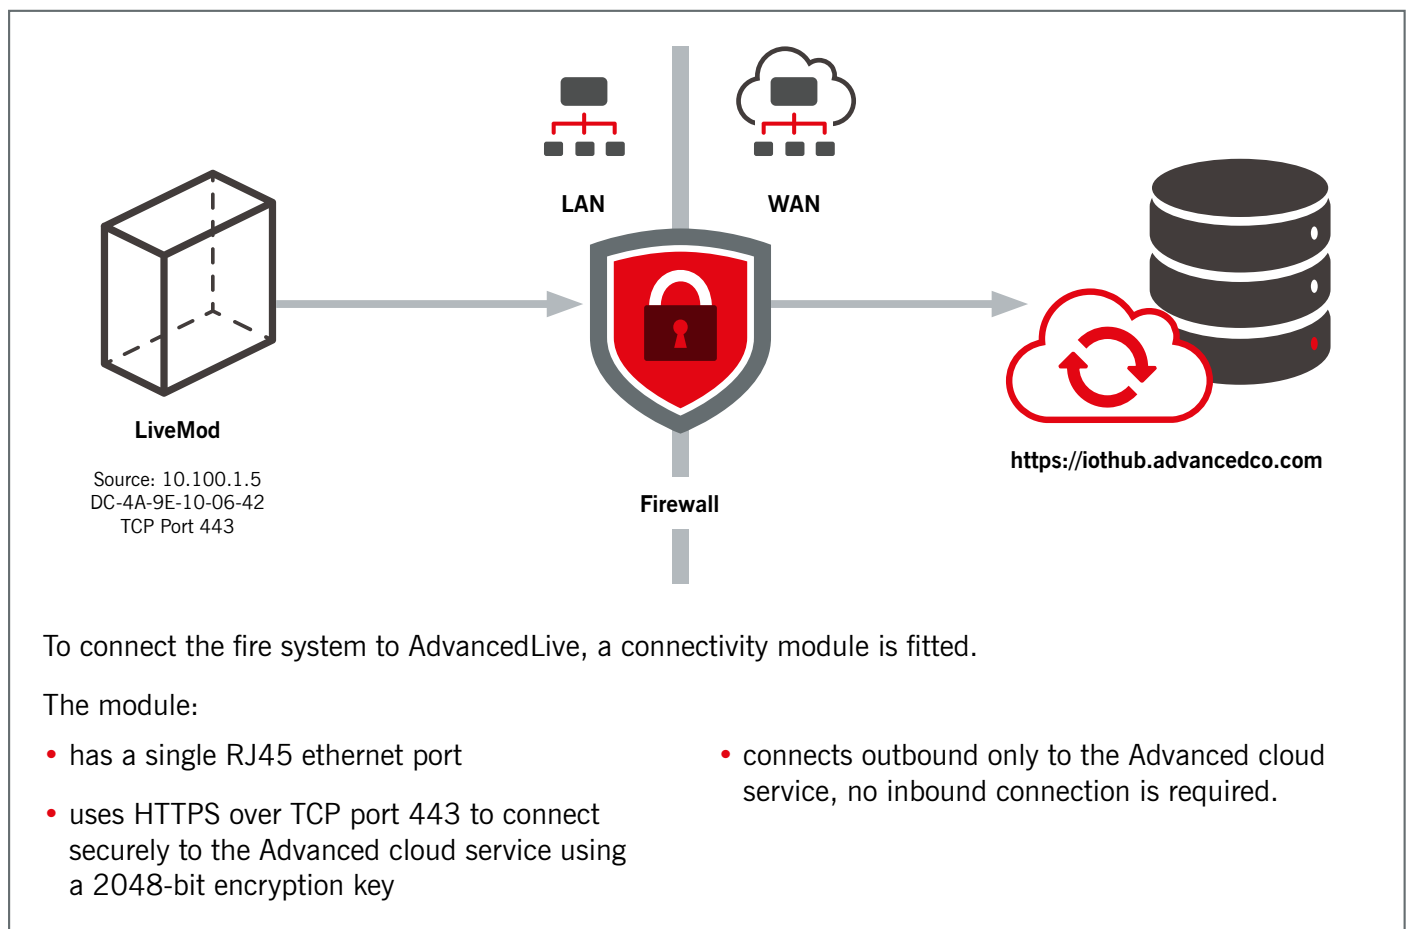 LAN
WAN
LiveMod
Source: 10.100.1.5
DC-4A-9E-10-06-42
TCP Port 443
Firewall
https://iothub.advancedco.com
To connect the fire system to AdvancedLive, a connectivity module is fitted.
The module:
• has a single RJ45 ethernet port
• uses HTTPS over TCP port 443 to connect
securely to the Advanced cloud service using
a 2048-bit encryption key
• connects outbound only to the Advanced cloud
service, no inbound connection is required.